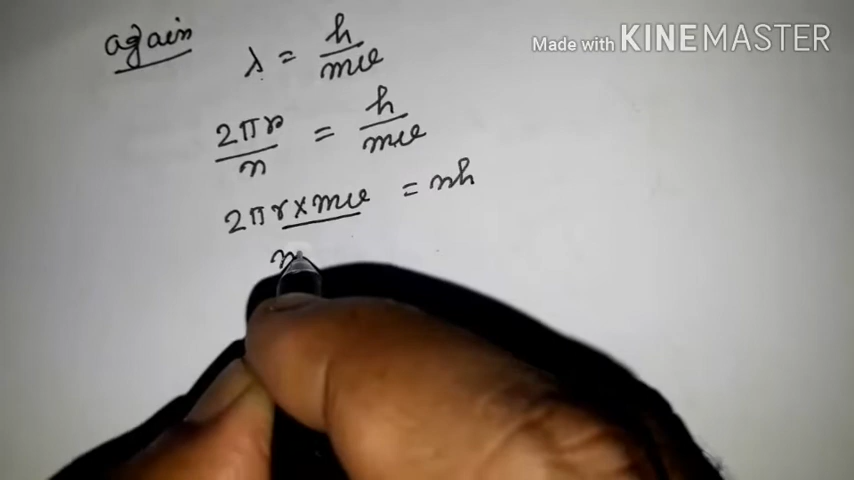 Made with KINEMASTER
again
λ = h/mv
2πr/n = h/mv
2πr×mv = nh
m